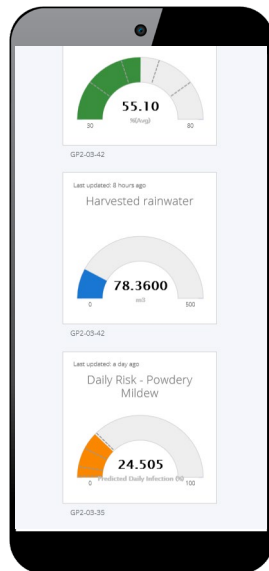 55.10
%(Avg)
30 80
GP2-03-42
Last updated: 8 hours ago
Harvested rainwater
78.3600
0 500
GP2-03-42
Last updated: a day ago
Daily Risk - Powdery
Mildew
24.505
0 Predicted Daily Infection (%) 100
GP2-03-35